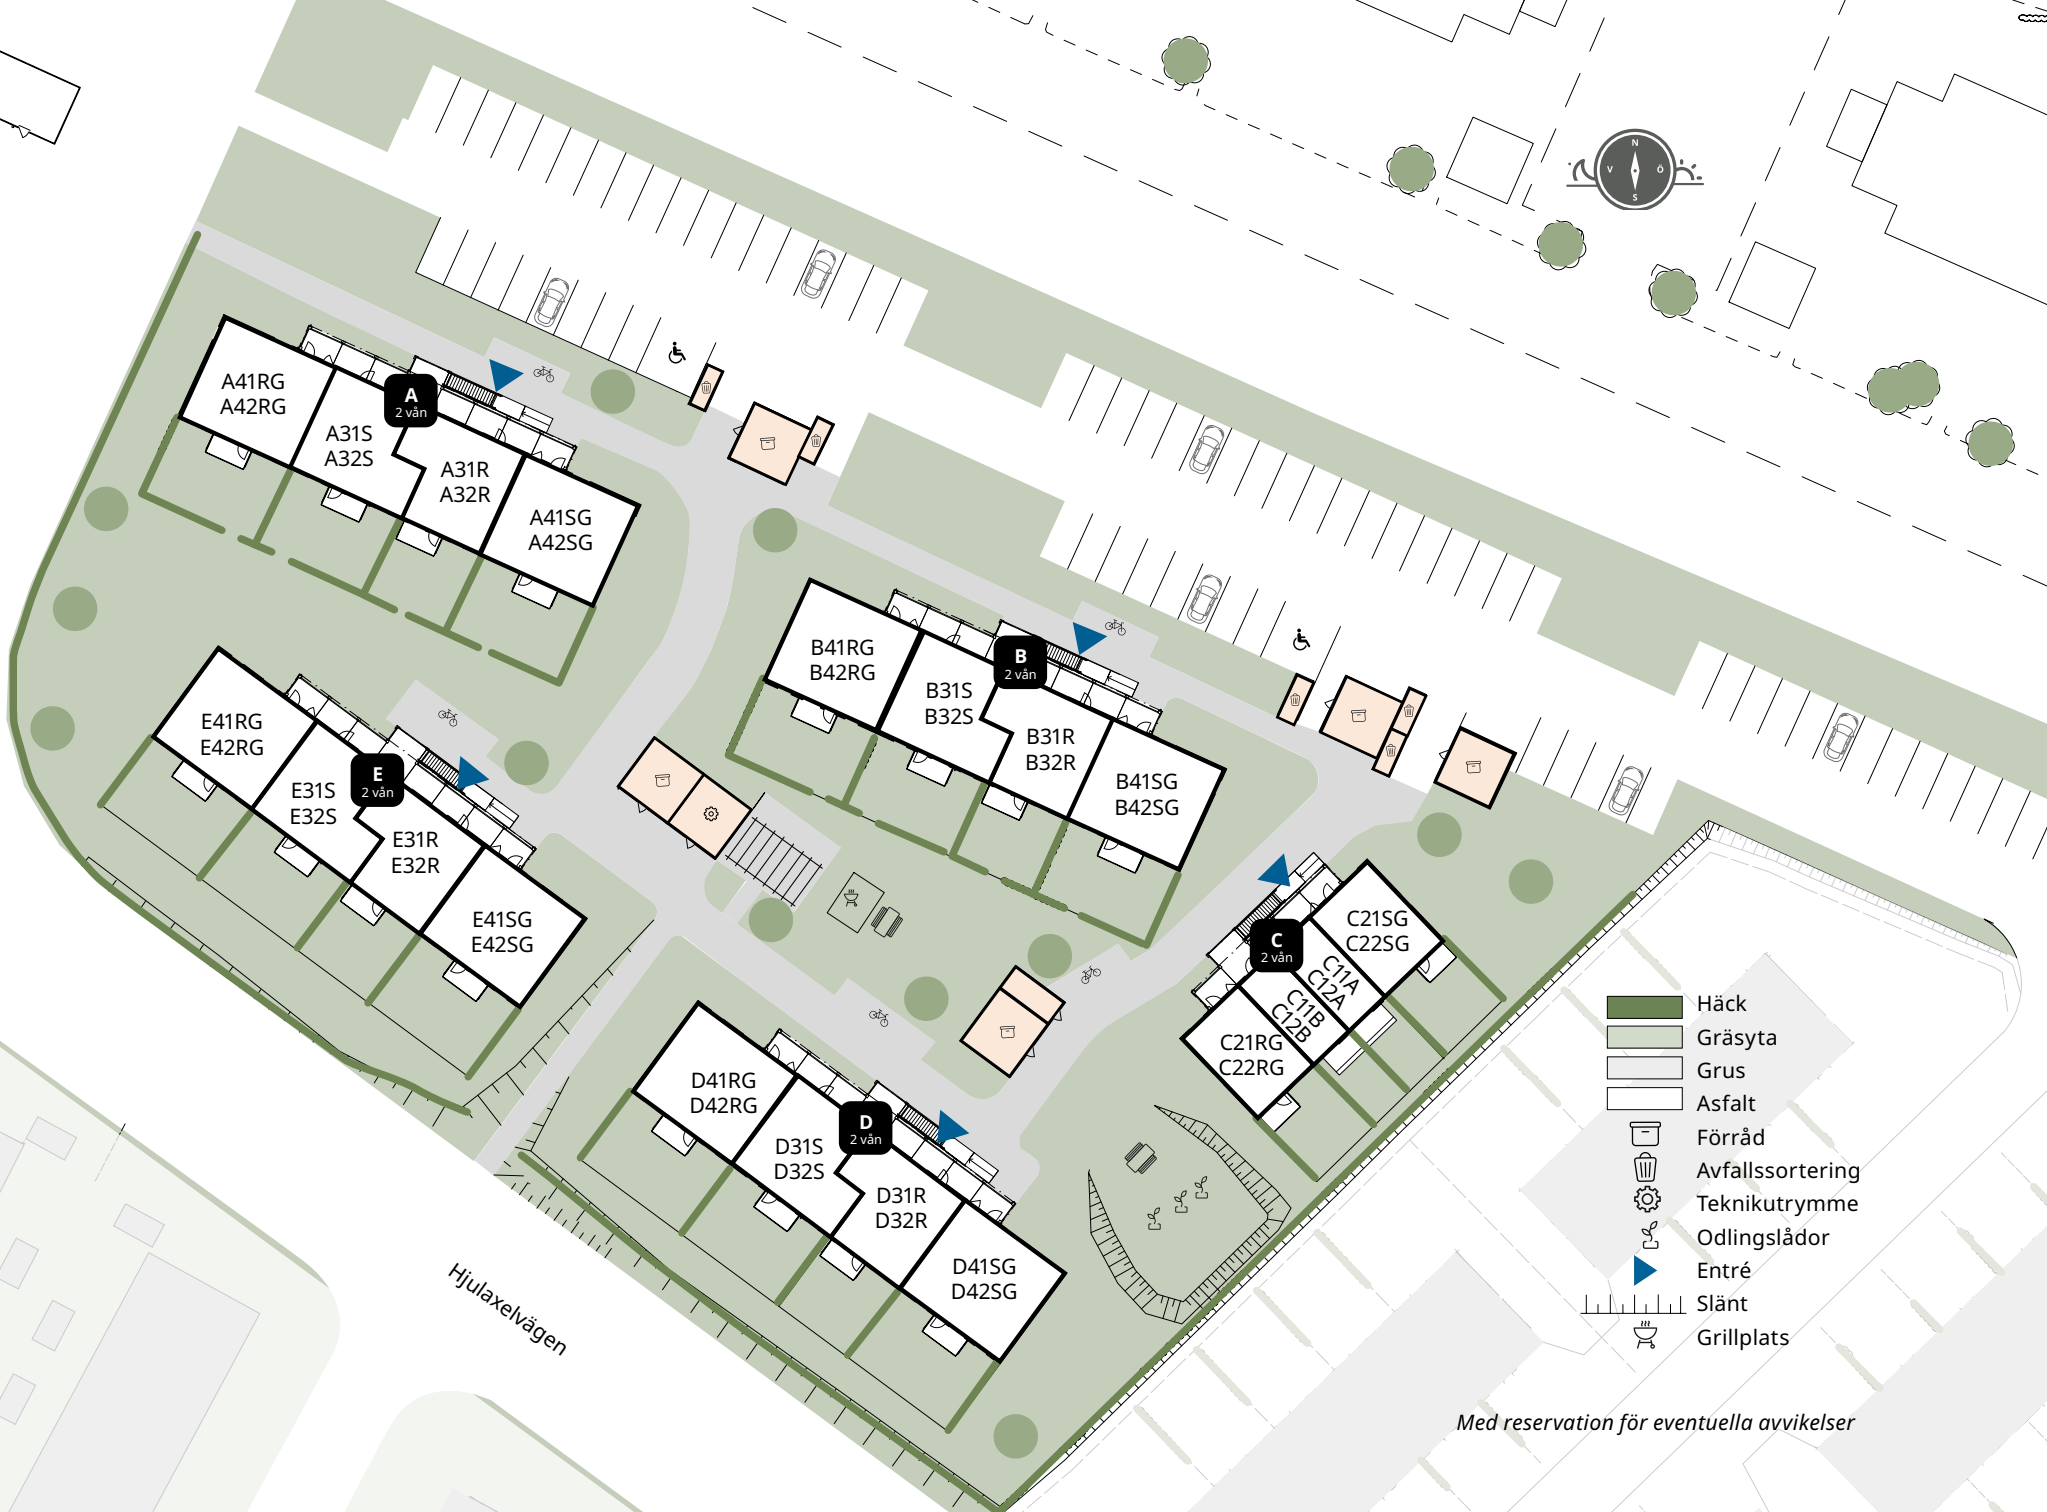 N
V
Ö
S
A41RG
A42RG
A
2 vån
A31S
A32S
A31R
A32R
A41SG
A42SG
B41RG
B42RG
B
2 vån
B31S
B32S
B31R
B32R
B41SG
B42SG
E41RG
E42RG
E
2 vån
E31S
E32S
E31R
E32R
E41SG
E42SG
C
2 vån
C21SG
C22SG
C11A
C12A
C11B
C12B
C21RG
C22RG
D41RG
D42RG
D
2 vån
D31S
D32S
D31R
D32R
D41SG
D42SG
Hjulaxelvägen
Häck
Gräsyta
Grus
Asfalt
Förråd
Avfallssortering
Teknikutrymme
Odlingslådor
Entré
Slänt
Grillplats
Med reservation för eventuella avvikelser